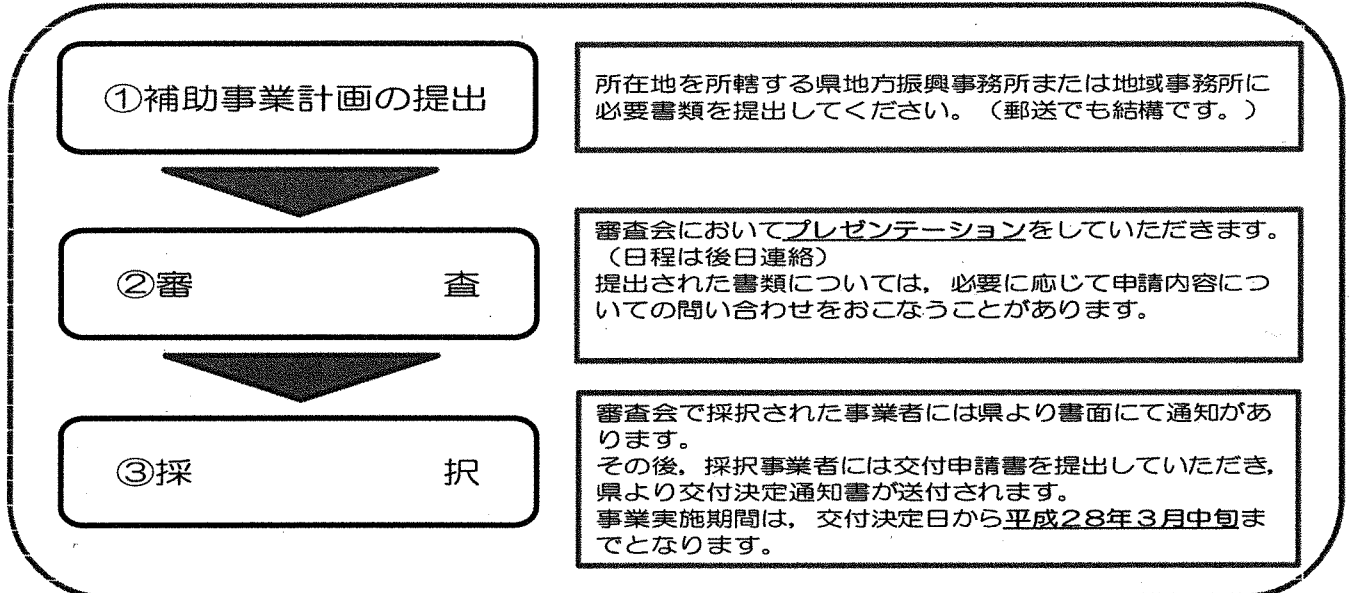 ①補助事業計画の提出
所在地を所轄する県地方振興事務所または地域事務所に
必要書類を提出してください。（郵送でも結構です。）
②審　　　　　　　査
審査会においてプレゼンテーションをしていただきます。
（日程は後日連絡）
提出された書類については，必要に応じて申請内容につ
いての問い合わせをおこなうことがあります。
③採　　　　　　　択
審査会で採択された事業者には県より書面にて通知があ
ります。
その後，採択事業者には交付申請書を提出していただき，
県より交付決定通知書が送付されます。
事業実施期間は，交付決定日から平成２８年３月中旬ま
でとなります。